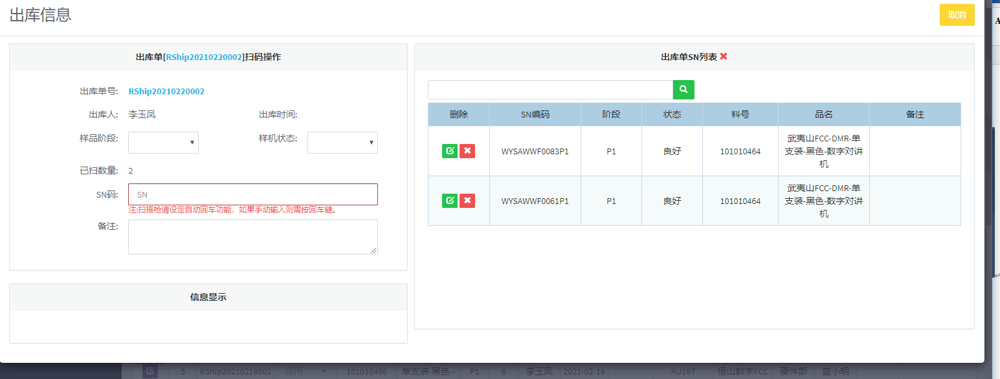 出库信息
取消
出库单[RShip20210220002]扫码操作
出库单号: RShip20210220002
出库人: 李玉凤 出库时间:
样品阶段: 样机状态:
已扫数量: 2
SN码: SN
注:扫描枪请设定自动回车功能，如果手动输入则需按回车键。
备注:
信息显示
出库单SN列表
删除 SN编码 阶段 状态 料号 品名 备注
WYSAWWF0083P1 P1 良好 101010464 武夷山FCC-DMR-单
支装-黑色-数字对讲
机
WYSAWWF0061P1 P1 良好 101010464 武夷山FCC-DMR-单
支装-黑色-数字对讲
机
5 RShip20210218002 领用 101010466 单支装-黑色-- P1 6 李玉凤 2021-02-18 AU197 恒山数字FCC 硬件部 蓝小明
A